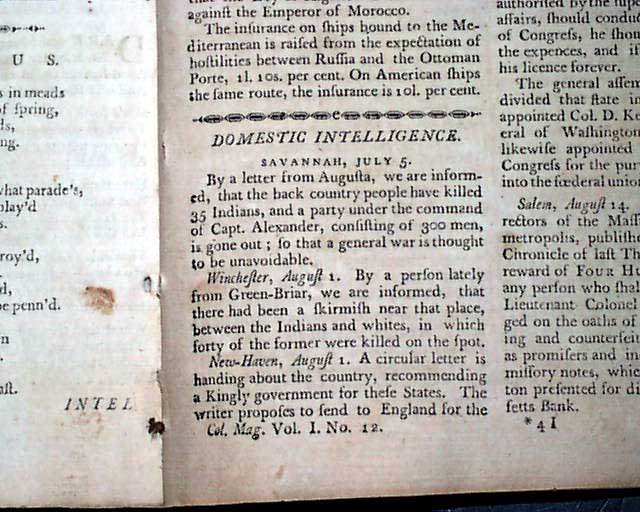 U S.
s in meads
of spring,
ds,
ng.
what parade's,
play'd
s.
roy'd,
d,
be penn'd.
n
aſt.
INTEL
againſt the Emperor of Morocco.
The inſurance on ſhips bound to the Me-
diterranean is raiſed from the expectation of
hoſtilities between Ruſſia and the Ottoman
Porte, 1l. 10s. per cent. On American ſhips
the ſame route, the inſurance is 10l. per cent.
DOMESTIC INTELLIGENCE.
SAVANNAH, JULY 5.
By a letter from Auguſta, we are inform-
ed, that the back country people have killed
35 Indians, and a party under the command
of Capt. Alexander, conſiſting of 300 men,
is gone out; ſo that a general war is thought
to be unavoidable.
Wincheſter, Auguſt 1. By a perſon lately
from Green-Briar, we are informed, that
there had been a ſkirmiſh near that place,
between the Indians and whites, in which
forty of the former were killed on the ſpot.
New-Haven, Auguſt 1. A circular letter is
handing about the country, recommending
a Kingly government for theſe States. The
writer propoſes to ſend to England for the
Col. Mag. Vol. I. No. 12.
authoriſed by the ſupe
affairs, ſhould conduc
of Congreſs, he ſhou
the expences, and if
his licence forever.
The general aſſem
divided that ſtate i
appointed Col. D. Ke
eral of Waſhington
likewiſe appointed
Congreſs for the pur
into the fœderal union
Salem, Auguſt 14.
rectors of the Maſſ
metropolis, publiſhe
Chronicle of laſt Th
reward of FOUR H
any perſon who ſhal
Lieutenant Colonel
ged on the oaths of
ing and counterfeit
as promiſers and in
miſſory notes, whic
ton preſented for di
ſetts Bank.
*4 I